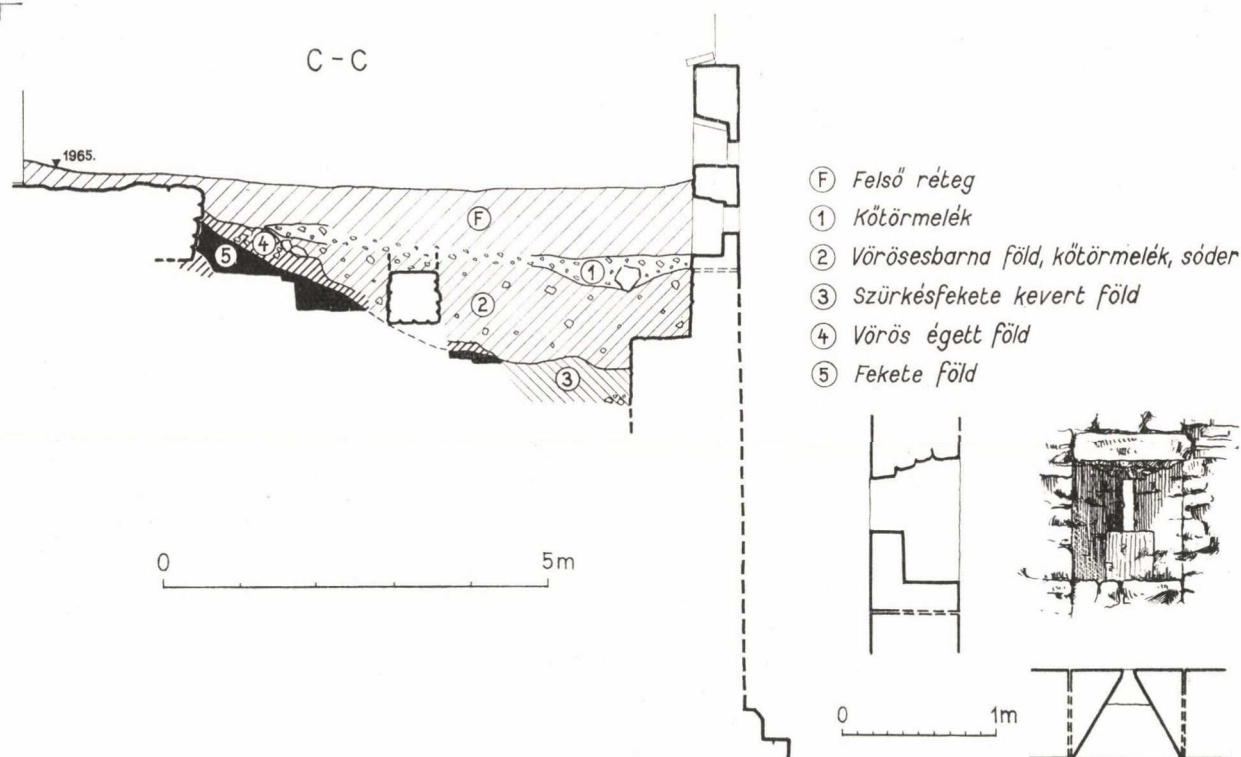 C-C
1965.
F
4
5
1
2
3
F Felső réteg
1 Kőtörmelék
2 Vörösesbarna föld, kőtörmelék, sóder
3 Szürkésfekete kevert föld
4 Vörös égett föld
5 Fekete föld
0 5m
0 1m